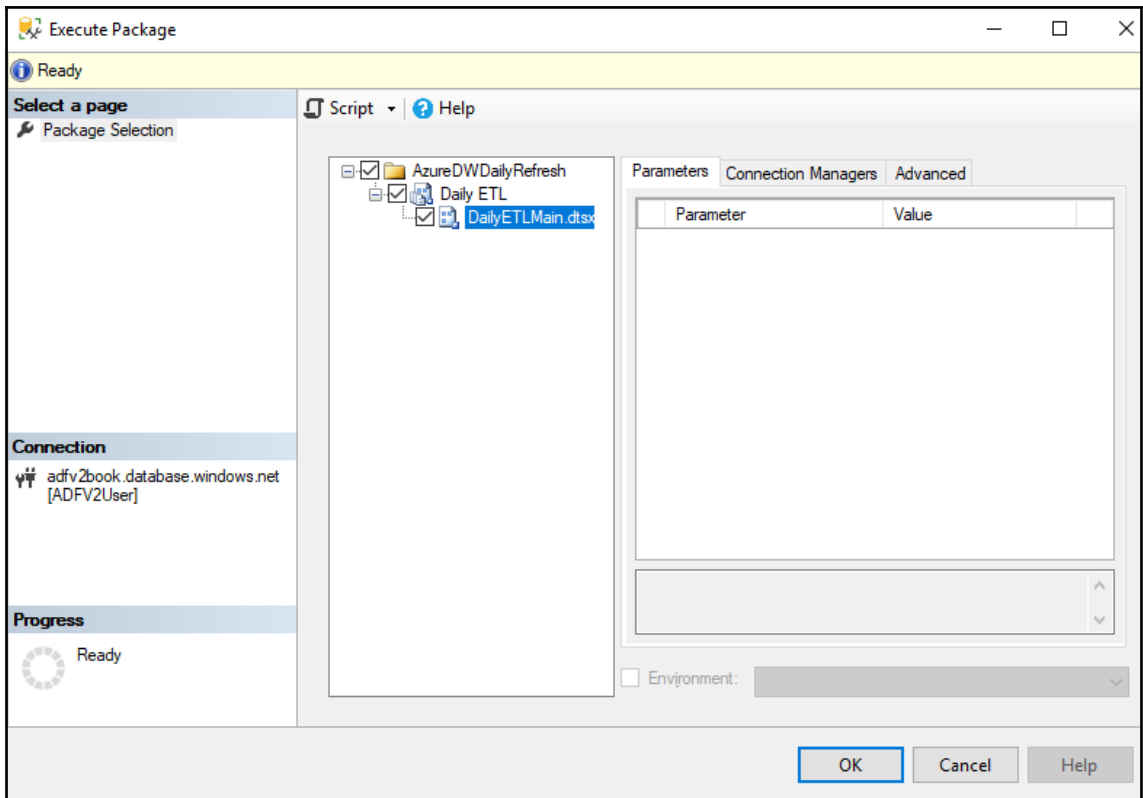 Execute Package
Ready
Select a page
Package Selection
Script
Help
AzureDWDailyRefresh
Daily ETL
DailyETLMain.dtsx
Parameters
Connection Managers
Advanced
Parameter
Value
Connection
adfv2book.database.windows.net
[ADFV2User]
Progress
Ready
Environment:
OK
Cancel
Help